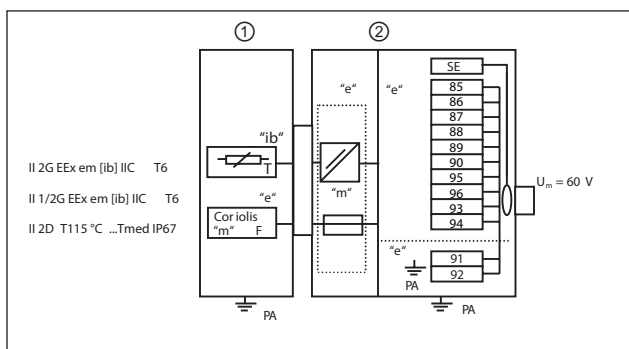 ① ②
"e" "e"
SE
85
86
87
88
89
90
95
96
93
94
"ib"
T
"m"
"e"
Coriolis
"m" F
II 2G EEx em [ib] IIC T6
II 1/2G EEx em [ib] IIC T6
II 2D T115 °C ...Tmed IP67
Um = 60 V
"e"
91
92
PA
PA
PA